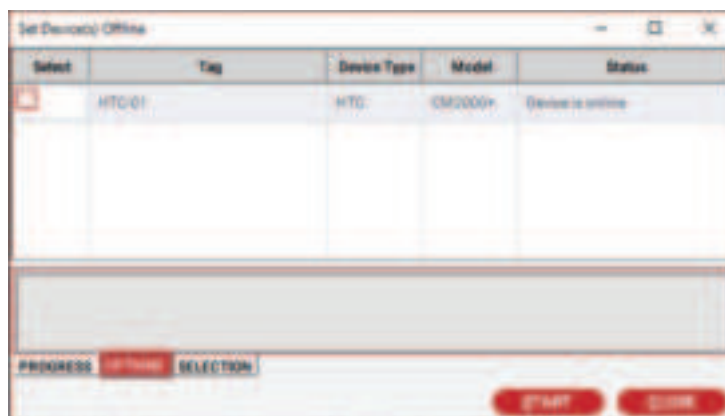 Set Device(s) Offline
Select Tag Device Type Model Status
HTC-01 HTC CM2000+ Device is online
PROGRESS OPTIONS SELECTION
START CLOSE